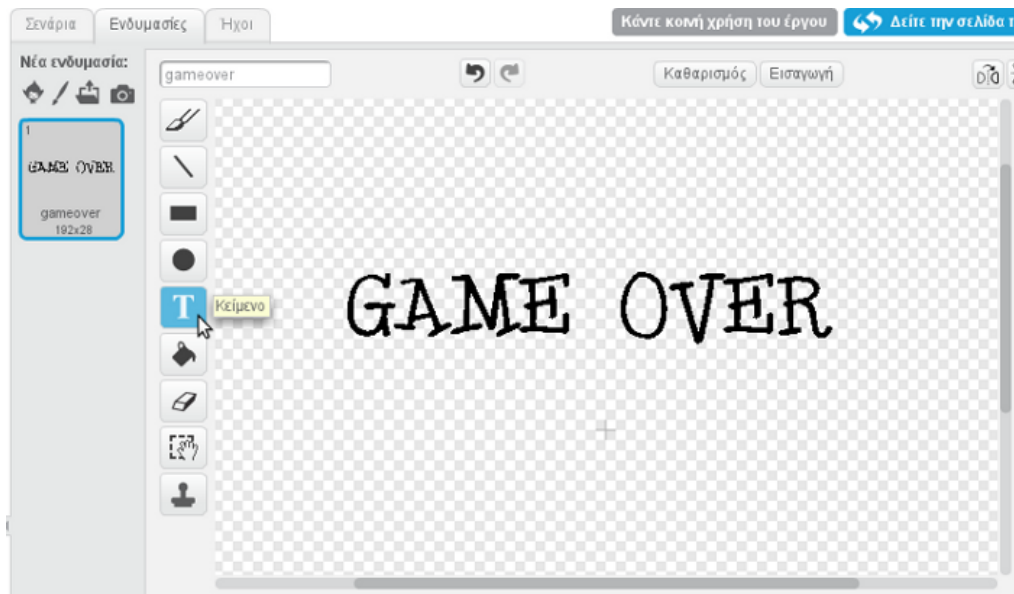 Σενάρια Ενδυμασίες Ήχοι Κάντε κοινή χρήση του έργου Δείτε την σελίδα
Νέα ενδυμασία:
gameover Καθαρισμός Εισαγωγή
1
GAME OVER
gameover
192x28
T Κείμενο
GAME OVER